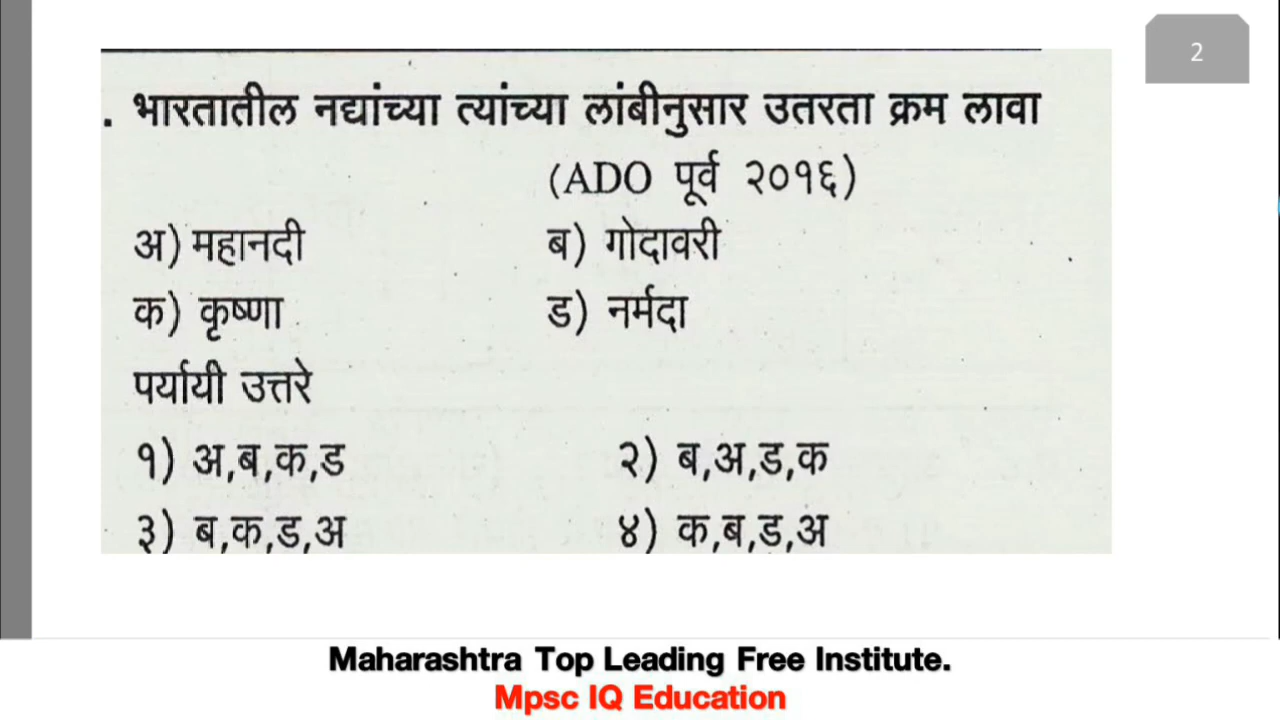 2
. भारतातील नद्यांच्या त्यांच्या लांबीनुसार उतरता क्रम लावा
(ADO पूर्व २०१६)
अ) महानदी ब) गोदावरी
क) कृष्णा ड) नर्मदा
पर्यायी उत्तरे
१) अ,ब,क,ड २) ब,अ,ड,क
३) ब,क,ड,अ ४) क,ब,ड,अ
Maharashtra Top Leading Free Institute.
Mpsc IQ Education